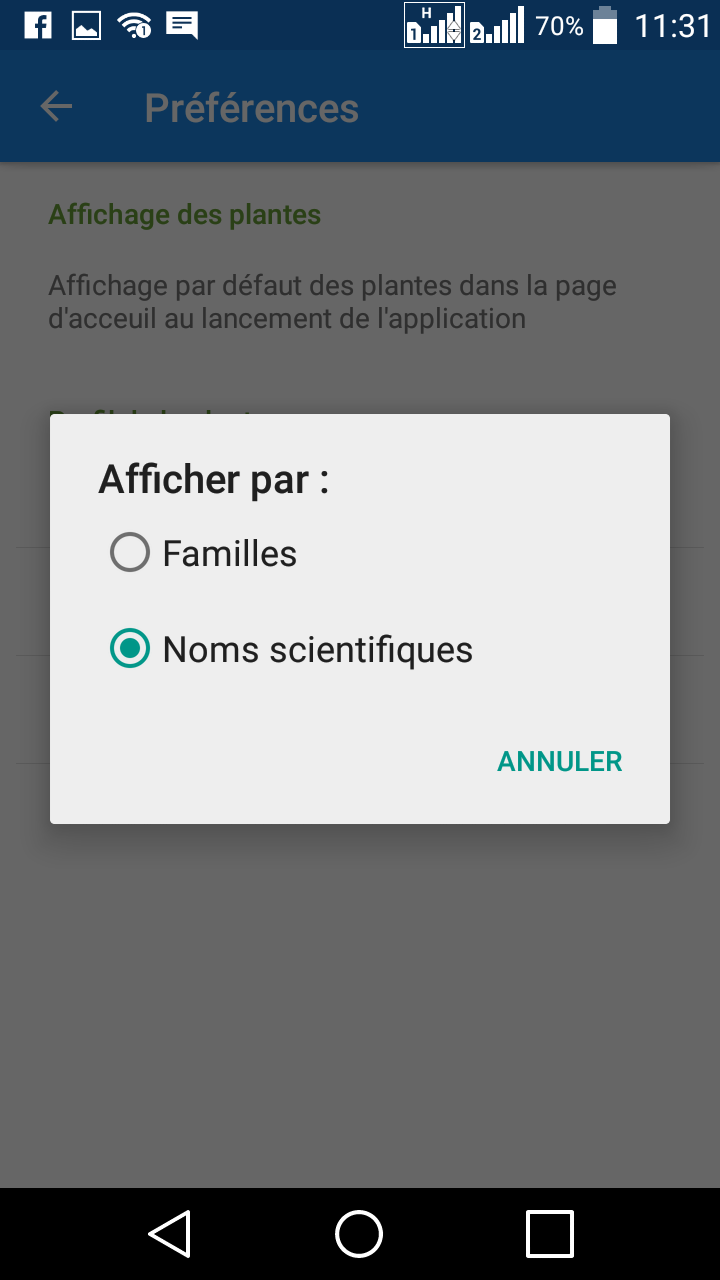 H
1
1
2
70%
11:31
Préférences
Affichage des plantes
Affichage par défaut des plantes dans la page
d'acceuil au lancement de l'application
Afficher par :
Familles
Noms scientifiques
ANNULER